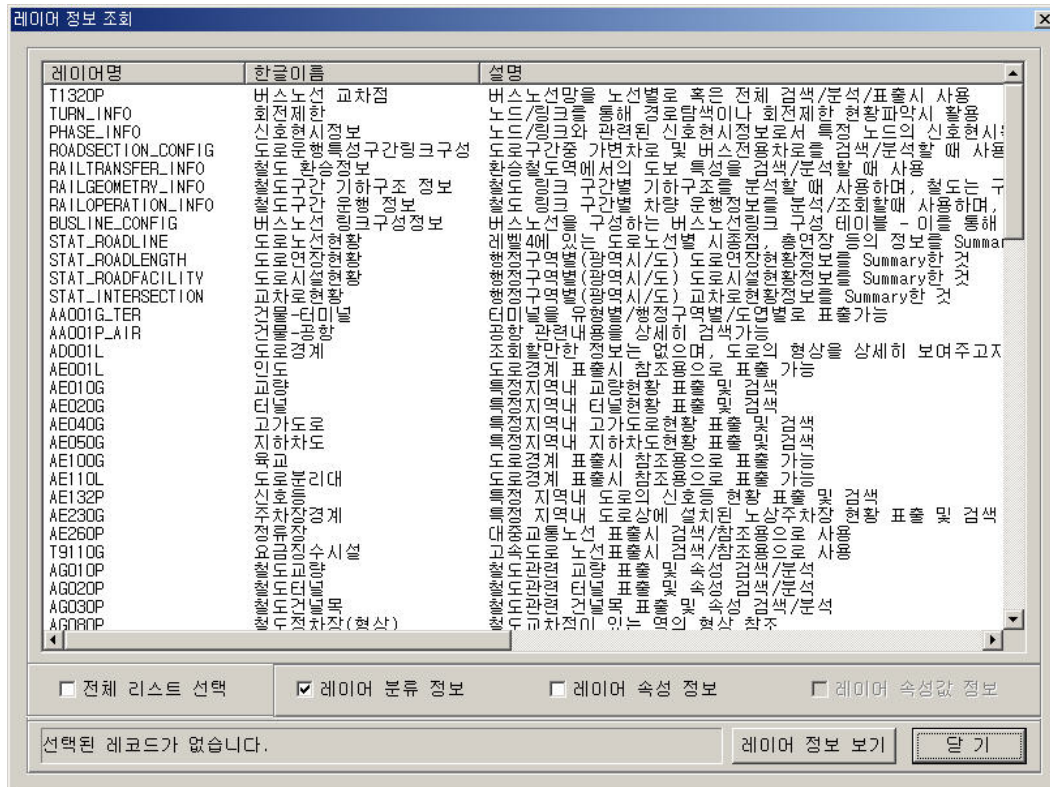 레이어 정보 조회
레이어명 한글이름 설명
T1320P 버스노선 교차점 버스노선망을 노선별로 혹은 전체 검색/분석/표출시 사용
TURN_INFO 회전제한 노드/링크를 통해 경로탐색이나 회전제한 현황파악시 활용
PHASE_INFO 신호현시정보 노드/링크와 관련된 신호현시정보로서 특정 노드의 신호현시
ROADSECTION_CONFIG 도로운행특성구간링크구성 도로구간중 가변차로 및 버스전용차로를 검색/분석할 때 사용
RAILTRANSFER_INFO 철도 환승정보 환승철도역에서의 도보 특성을 검색/분석할 때 사용
RAILGEOMETRY_INFO 철도구간 기하구조 정보 철도 링크 구간별 기하구조를 분석할 때 사용하며, 철도는 구
RAILOPERATION_INFO 철도구간 운행 정보 철도 링크 구간별 차량 운행정보를 분석/조회할때 사용하며,
BUSLINE_CONFIG 버스노선 링크구성정보 버스노선을 구성하는 버스노선링크 구성 테이블 - 이를 통해
STAT_ROADLINE 도로노선현황 레벨4에 있는 도로노선별 시종점, 총연장 등의 정보를 Summar
STAT_ROADLENGTH 도로연장현황 행정구역별(광역시/도) 도로연장현황정보를 Summary한 것
STAT_ROADFACILITY 도로시설현황 행정구역별(광역시/도) 도로시설현황정보를 Summary한 것
STAT_INTERSECTION 교차로현황 행정구역별(광역시/도) 교차로현황정보를 Summary한 것
AA001G_TER 건물-터미널 터미널을 유형별/행정구역별/도엽별로 표출가능
AA001P_AIR 건물-공항 공항 관련내용을 상세히 검색가능
AD001L 도로경계 조회할만한 정보는 없으며, 도로의 형상을 상세히 보여주고자
AE001L 인도 도로경계 표출시 참조용으로 표출 가능
AE010G 교량 특정지역내 교량현황 표출 및 검색
AE020G 터널 특정지역내 터널현황 표출 및 검색
AE040G 고가도로 특정지역내 고가도로현황 표출 및 검색
AE050G 지하차도 특정지역내 지하차도현황 표출 및 검색
AE100G 육교 도로경계 표출시 참조용으로 표출 가능
AE110L 도로분리대 도로경계 표출시 참조용으로 표출 가능
AE132P 신호등 특정 지역내 도로의 신호등 현황 표출 및 검색
AE230G 주차장경계 특정 지역내 도로상에 설치된 노상주차장 현황 표출 및 검색
AE260P 정류장 대중교통노선 표출시 검색/참조용으로 사용
T9110G 요금징수시설 고속도로 노선표출시 검색/참조용으로 사용
AG010P 철도교량 철도관련 교량 표출 및 속성 검색/분석
AG020P 철도터널 철도관련 터널 표출 및 속성 검색/분석
AG030P 철도건널목 철도관련 건널목 표출 및 속성 검색/분석
AG080P 철도정차장(형상) 철도교차점이 있는 역의 형상 참조
전체 리스트 선택 레이어 분류 정보 레이어 속성 정보 레이어 속성값 정보
선택된 레코드가 없습니다. 레이어 정보 보기 닫 기